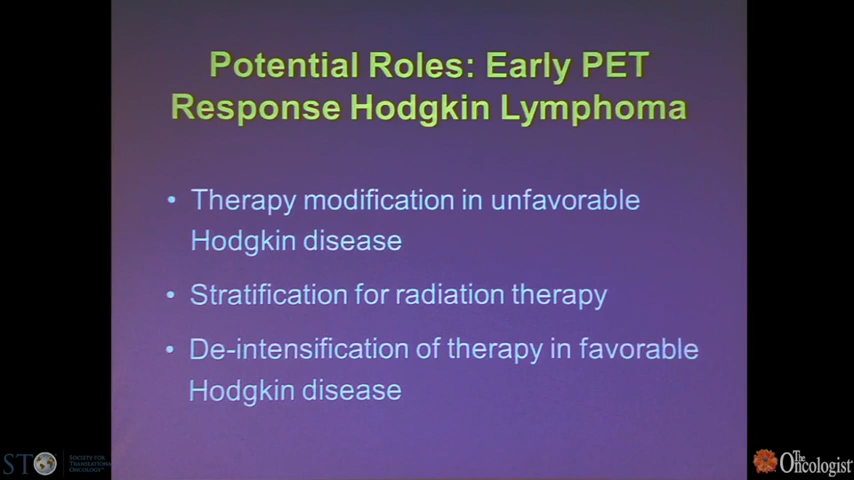 Potential Roles: Early PET
Response Hodgkin Lymphoma
• Therapy modification in unfavorable
Hodgkin disease
• Stratification for radiation therapy
• De-intensification of therapy in favorable
Hodgkin disease
STO
SOCIETY FOR
TRANSLATIONAL
ONCOLOGY
The
Oncologist